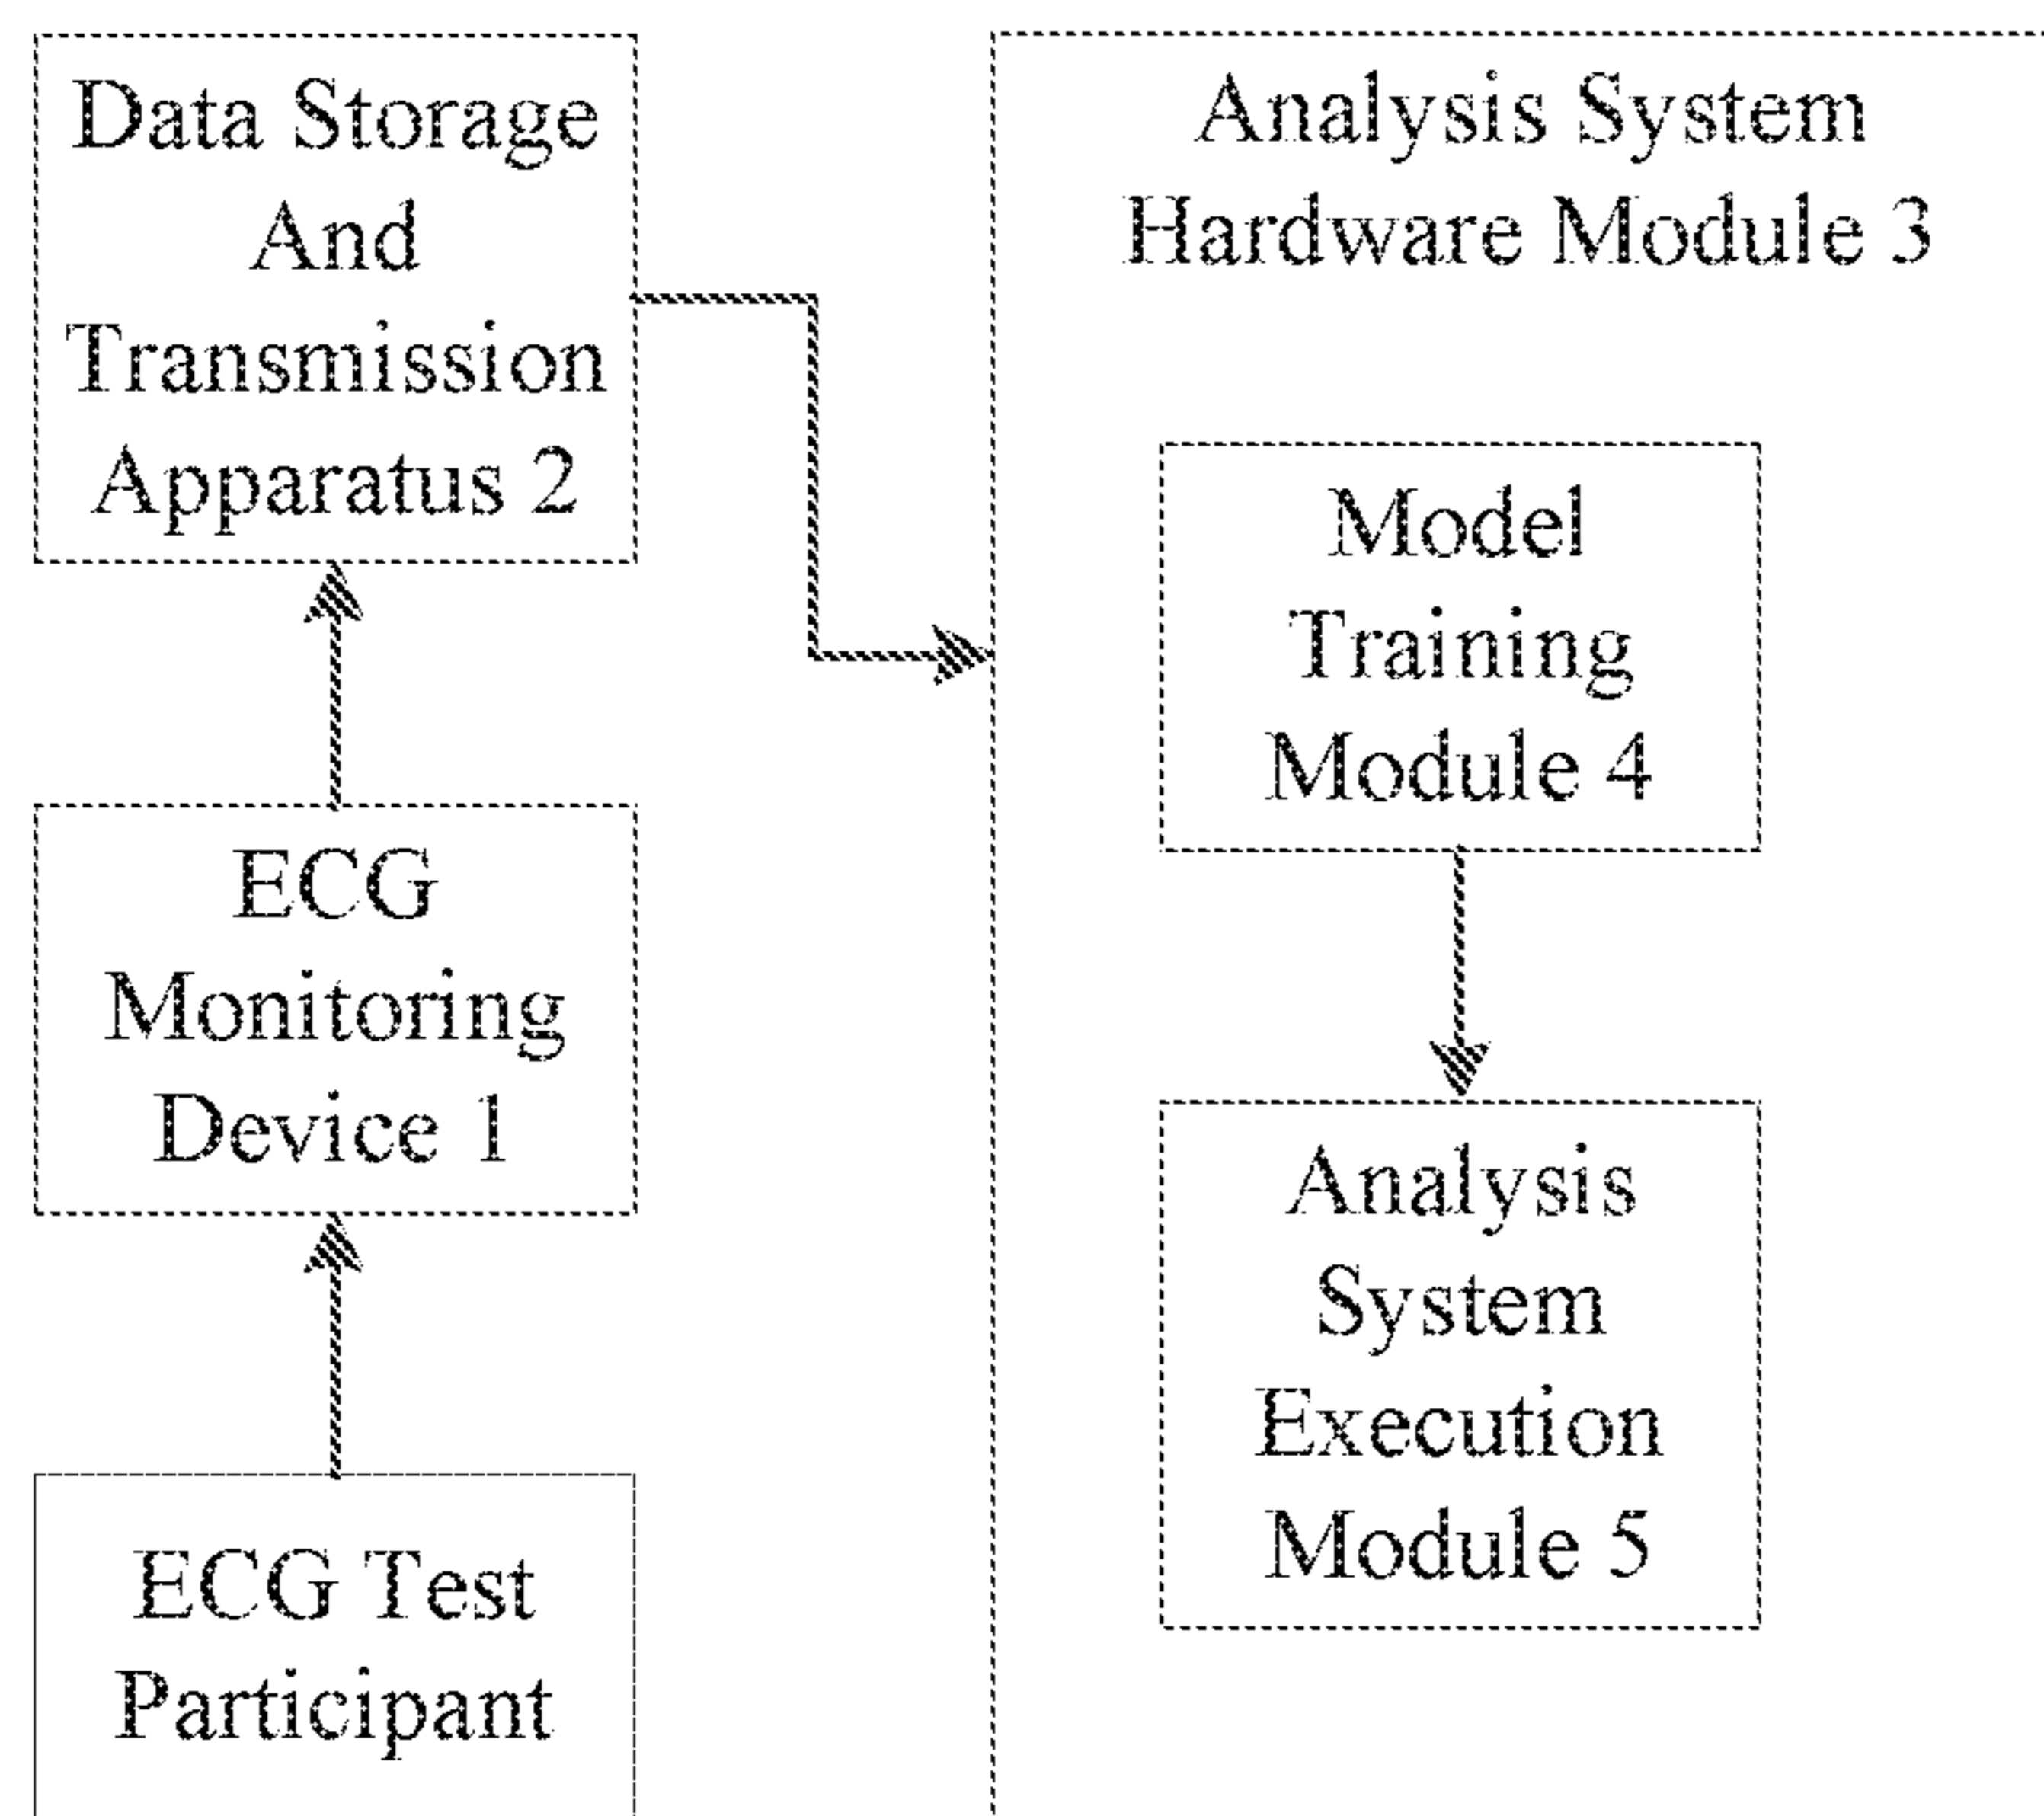 Data Storage
And
Transmission
Apparatus 2
ECG
Monitoring
Device 1
ECG Test
Participant
Analysis System
Hardware Module 3
Model
Training
Module 4
Analysis
System
Execution
Module 5